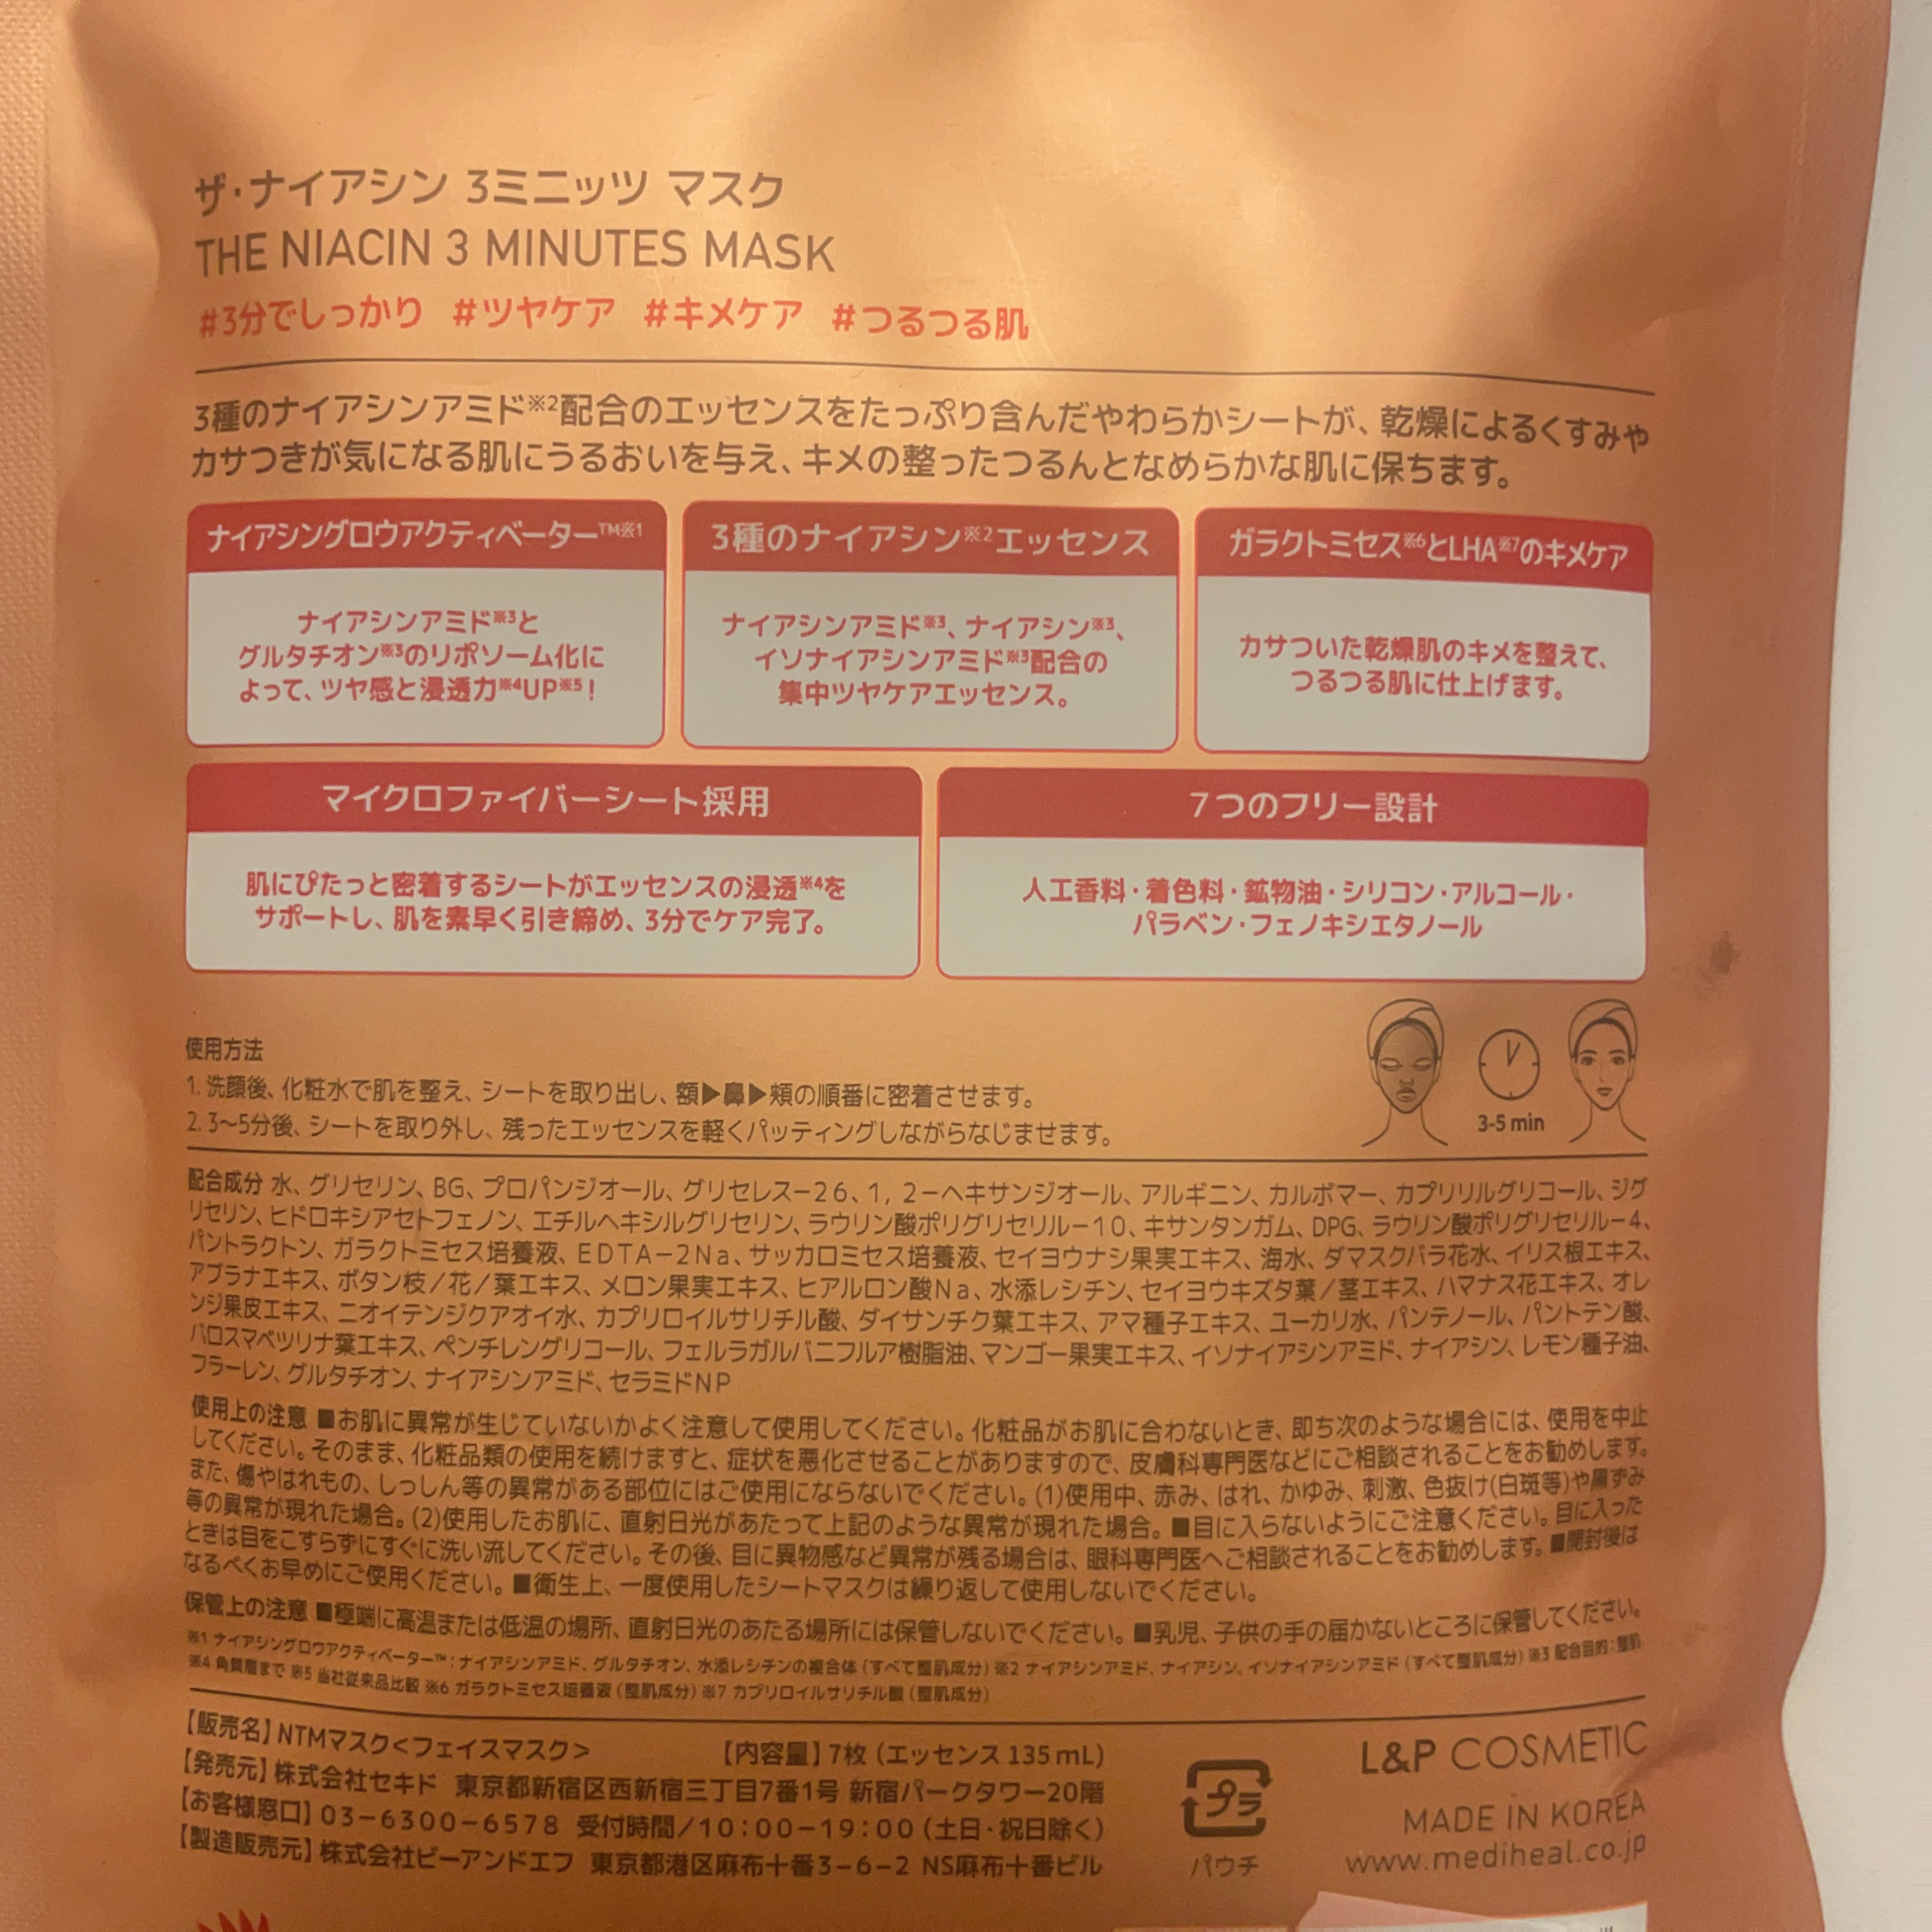 ザ・ナイアシン 3ミニッツ マスク
THE NIACIN 3 MINUTES MASK
#3分でしっかり #ツヤケア #キメケア #つるつる肌
3種のナイアシンアミド※2配合のエッセンスをたっぷり含んだやわらかシートが、乾燥によるくすみや
カサつきが気になる肌にうるおいを与え、キメの整ったつるんとなめらかな肌に保ちます。
ナイアシングロウアクティベーター™※1
ナイアシンアミド※3と
グルタチオン※3のリポソーム化に
よって、ツヤ感と浸透力※4UP※5!
3種のナイアシン※2エッセンス
ナイアシンアミド※3、ナイアシン※3、
イソナイアシンアミド※3配合の
集中ツヤケアエッセンス。
ガラクトミセス※6とLHA※7のキメケア
カサついた乾燥肌のキメを整えて、
つるつる肌に仕上げます。
マイクロファイバーシート採用
肌にぴたっと密着するシートがエッセンスの浸透※4を
サポートし、肌を素早く引き締め、3分でケア完了。
7つのフリー設計
人工香料・着色料・鉱物油・シリコン・アルコール・
パラベン・フェノキシエタノール
使用方法
1. 洗顔後、化粧水で肌を整え、シートを取り出し、額▶鼻▶頬の順番に密着させます。
2. 3〜5分後、シートを取り外し、残ったエッセンスを軽くパッティングしながらなじませます。
3-5 min
配合成分 水、グリセリン、BG、プロパンジオール、グリセレス－26、1，2－ヘキサンジオール、アルギニン、カルボマー、カプリリルグリコール、ジグ
リセリン、ヒドロキシアセトフェノン、エチルヘキシルグリセリン、ラウリン酸ポリグリセリル－10、キサンタンガム、DPG、ラウリン酸ポリグリセリル－4、
パントラクトン、ガラクトミセス培養液、EDTA－2Na、サッカロミセス培養液、セイヨウナシ果実エキス、海水、ダマスクバラ花水、イリス根エキス、
アブラナエキス、ボタン枝／花／葉エキス、メロン果実エキス、ヒアルロン酸Na、水添レシチン、セイヨウキズタ葉／茎エキス、ハマナス花エキス、オレ
ンジ果皮エキス、ニオイテンジクアオイ水、カプリロイルサリチル酸、ダイサンチク葉エキス、アマ種子エキス、ユーカリ水、パンテノール、パントテン酸、
バロスマベツリナ葉エキス、ペンチレングリコール、フェルラガルバニフルア樹脂油、マンゴー果実エキス、イソナイアシンアミド、ナイアシン、レモン種子油、
フラーレン、グルタチオン、ナイアシンアミド、セラミドNP
使用上の注意 ■お肌に異常が生じていないかよく注意して使用してください。化粧品がお肌に合わないとき、即ち次のような場合には、使用を中止
してください。そのまま、化粧品類の使用を続けますと、症状を悪化させることがありますので、皮膚科専門医などにご相談されることをお勧めします。
また、傷やはれもの、しっしん等の異常がある部位にはご使用にならないでください。(1)使用中、赤み、はれ、かゆみ、刺激、色抜け(白斑等)や黒ずみ
等の異常が現れた場合。(2)使用したお肌に、直射日光があたって上記のような異常が現れた場合。■目に入らないようにご注意ください。目に入った
ときは目をこすらずにすぐに洗い流してください。その後、目に異物感など異常が残る場合は、眼科専門医へご相談されることをお勧めします。■開封後は
なるべくお早めにご使用ください。■衛生上、一度使用したシートマスクは繰り返して使用しないでください。
保管上の注意 ■極端に高温または低温の場所、直射日光のあたる場所には保管しないでください。■乳児、子供の手の届かないところに保管してください。
※1 ナイアシングロウアクティベーター™：ナイアシンアミド、グルタチオン、水添レシチンの複合体（すべて整肌成分）※2 ナイアシンアミド、ナイアシン、イソナイアシンアミド（すべて整肌成分）※3 配合目的：整肌
※4 角質層まで ※5 当社従来品比較 ※6 ガラクトミセス培養液（整肌成分）※7 カプリロイルサリチル酸（整肌成分）
【販売名】NTMマスク<フェイスマスク> 【内容量】7枚（エッセンス 135 mL）
【発売元】株式会社セキド 東京都新宿区西新宿三丁目7番1号 新宿パークタワー20階
【お客様窓口】03－6300－6578 受付時間／10：00－19：00（土日・祝日除く）
【製造販売元】株式会社ビーアンドエフ 東京都港区麻布十番3－6－2 NS麻布十番ビル
プラ
パウチ
L&P COSMETIC
MADE IN KOREA
www.mediheal.co.jp